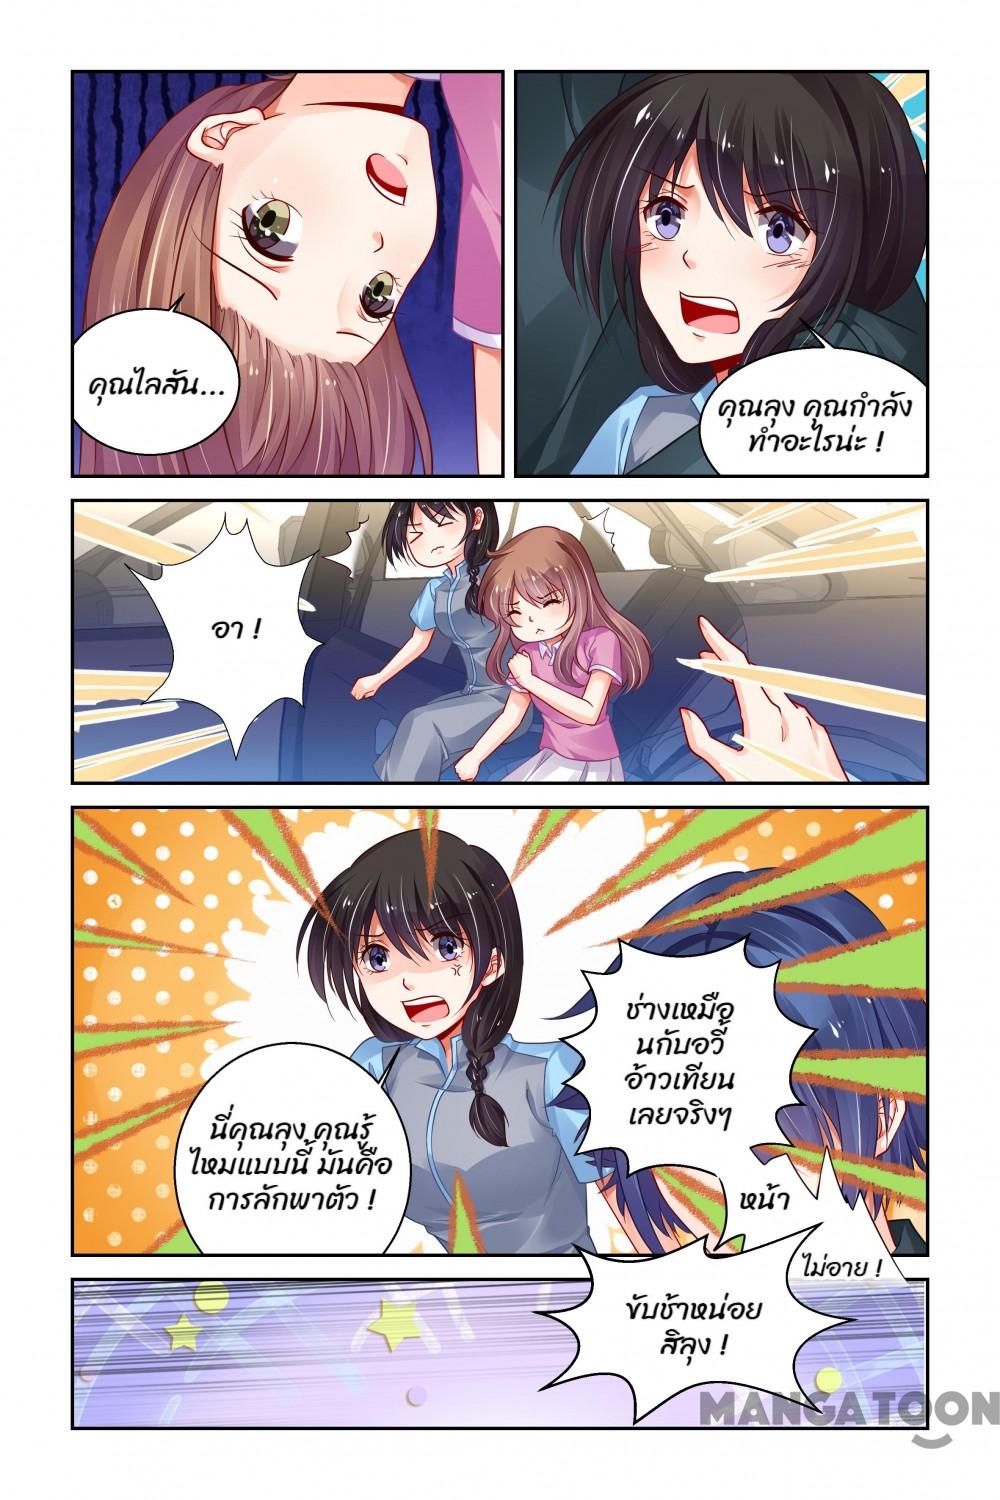 คุณไลสัน...
คุณลุง คุณกำลัง
ทำอะไรน่ะ !
อา !
ช่างเหมือ
นกับอวี้
อ้าวเทียน
เลยจริงๆ
นี่คุณลุง คุณรู้
ไหมแบบนี้ มันคือ
การลักพาตัว !
หน้า
ไม่อาย !
ขับช้าหน่อย
สิลุง !
MANGATOON